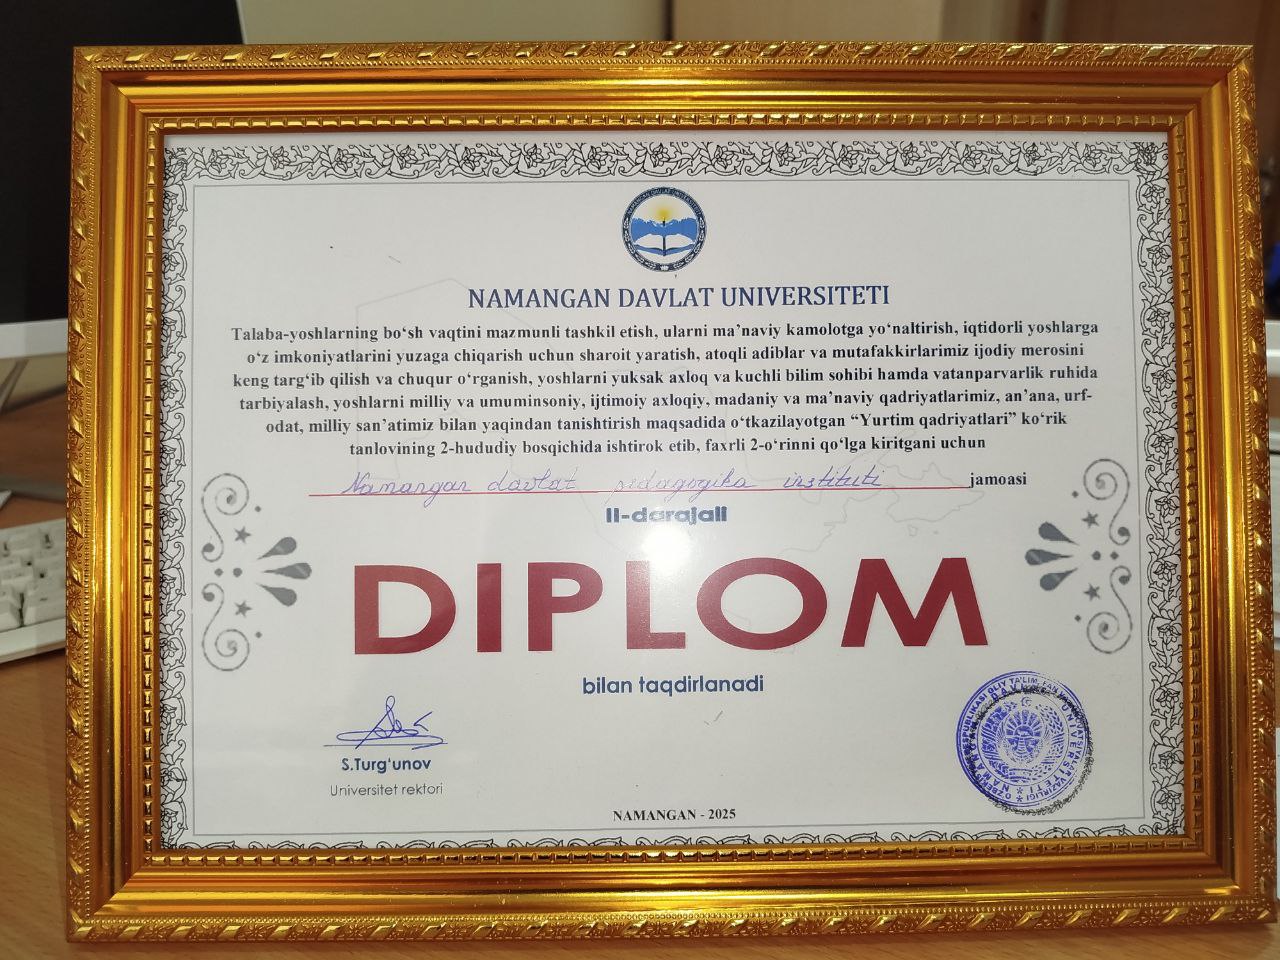 NAMANGAN DAVLAT UNIVERSITETI
NAMANGAN DAVLAT UNIVERSITETI
Talaba-yoshlarning bo‘sh vaqtini mazmunli tashkil etish, ularni ma’naviy kamolotga yo‘naltirish, iqtidorli yoshlarga
o‘z imkoniyatlarini yuzaga chiqarish uchun sharoit yaratish, atoqli adiblar va mutafakkirlarimiz ijodiy merosini
keng targ‘ib qilish va chuqur o‘rganish, yoshlarni yuksak axloq va kuchli bilim sohibi hamda vatanparvarlik ruhida
tarbiyalash, yoshlarni milliy va umuminsoniy, ijtimoiy axloqiy, madaniy va ma’naviy qadriyatlarimiz, an’ana, urf-
odat, milliy san’atimiz bilan yaqindan tanishtirish maqsadida o‘tkazilayotgan “Yurtim qadriyatlari” ko‘rik
tanlovining 2-hududiy bosqichida ishtirok etib, faxrli 2-o‘rinni qo‘lga kiritgani uchun
Namangan davlat pedagogika instituti jamoasi
II-darajali
DIPLOM
bilan taqdirlanadi
S.Turg‘unov
Universitet rektori
NAMANGAN - 2025